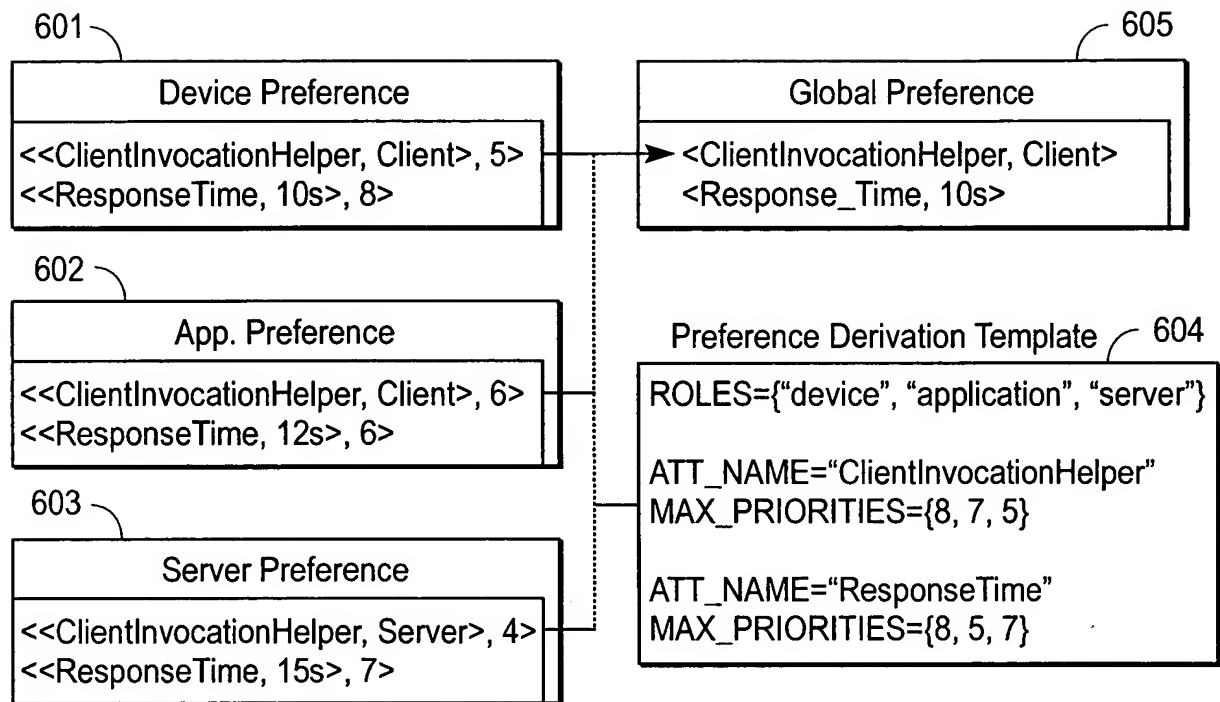 601
Device Preference
<<ClientInvocationHelper, Client>, 5>
<<ResponseTime, 10s>, 8>
602
App. Preference
<<ClientInvocationHelper, Client>, 6>
<<ResponseTime, 12s>, 6>
603
Server Preference
<<ClientInvocationHelper, Server>, 4>
<<ResponseTime, 15s>, 7>
605
Global Preference
<ClientInvocationHelper, Client>
<Response_Time, 10s>
Preference Derivation Template
604
ROLES={“device”, “application”, “server”}
ATT_NAME=“ClientInvocationHelper”
MAX_PRIORITIES={8, 7, 5}
ATT_NAME=“ResponseTime”
MAX_PRIORITIES={8, 5, 7}